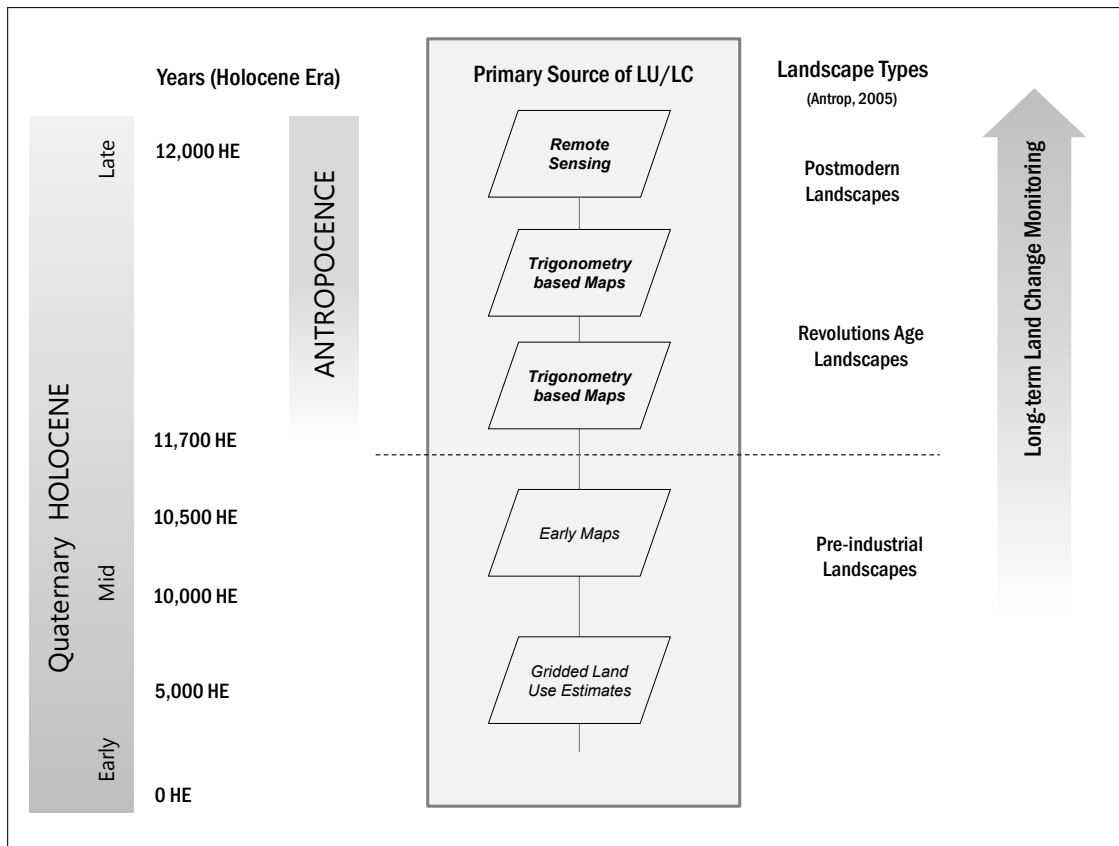 Years (Holocene Era)
Primary Source of LU/LC
Landscape Types
(Antrop, 2005)
Quaternary HOLOCENE
Late
Mid
Early
12,000 HE
11,700 HE
10,500 HE
10,000 HE
5,000 HE
0 HE
ANTROPOCENCE
Remote
Sensing
Trigonometry
based Maps
Trigonometry
based Maps
Early Maps
Gridded Land
Use Estimates
Postmodern
Landscapes
Revolutions Age
Landscapes
Pre-industrial
Landscapes
Long-term Land Change Monitoring